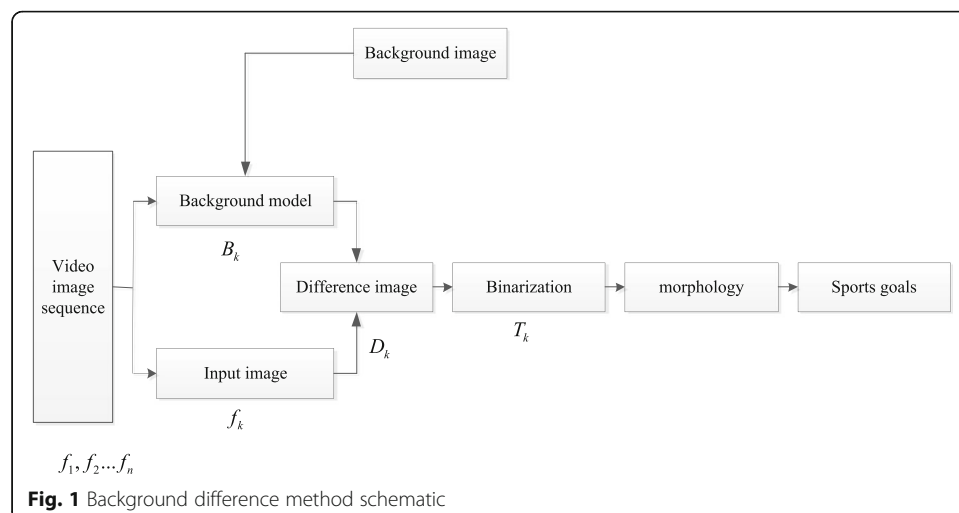 Background image
Background model
B_k
Video
image
sequence
Difference image
Binarization
morphology
Sports goals
T_k
D_k
Input image
f_k
f_1, f_2...f_n
Fig. 1 Background difference method schematic